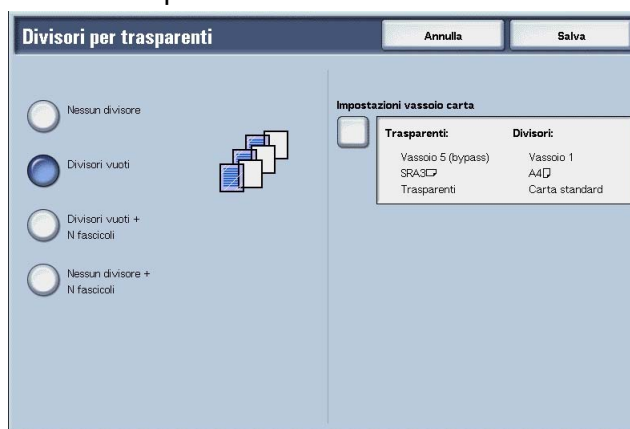 Divisori per trasparenti
Annulla
Salva
Nessun divisore
Divisori vuoti
Divisori vuoti +
N fascicoli
Nessun divisore +
N fascicoli
Impostazioni vassoio carta
Trasparenti: Divisori:
Vassoio 5 (bypass) Vassoio 1
SRA3 A4
Trasparenti Carta standard